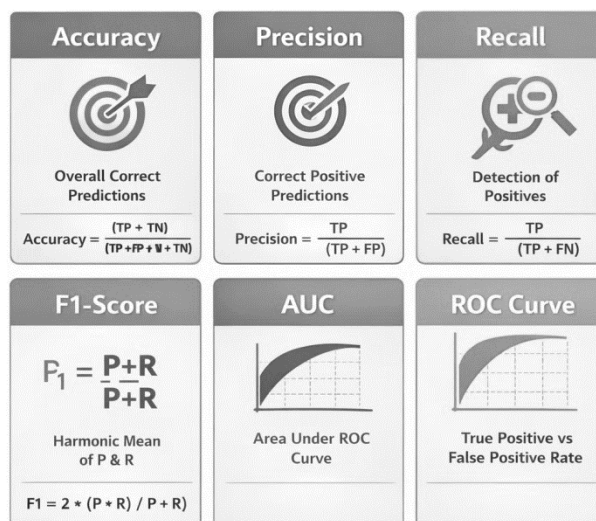 Accuracy
Overall Correct
Predictions
Accuracy = (TP + TN)
(TP + FP + + TN)
Precision
Correct Positive
Predictions
Precision = TP
(TP + FP)
Recall
Detection of
Positives
Recall = TP
(TP + FN)
F1-Score
F1 = P+R
P+R
Harmonic Mean
of P & R
F1 = 2 * (P * R) / P + R)
AUC
Area Under ROC
Curve
ROC Curve
True Positive vs
False Positive Rate